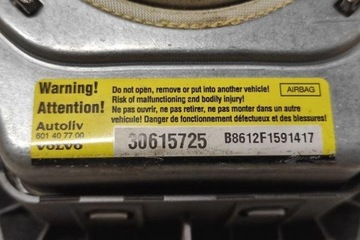 Warning!
Attention!
Autoliv
601 40 77 00
VOLVO
Do not open, remove or put into another vehicle!
Risk of malfunctioning and bodily injury!
Ne pas ouvrir, ne pas retirer, ne pas monter dans un autre
vehicule! Danger de fonctionnement défectueux et des blessures!
AIRBAG
30615725 B8612F1591417